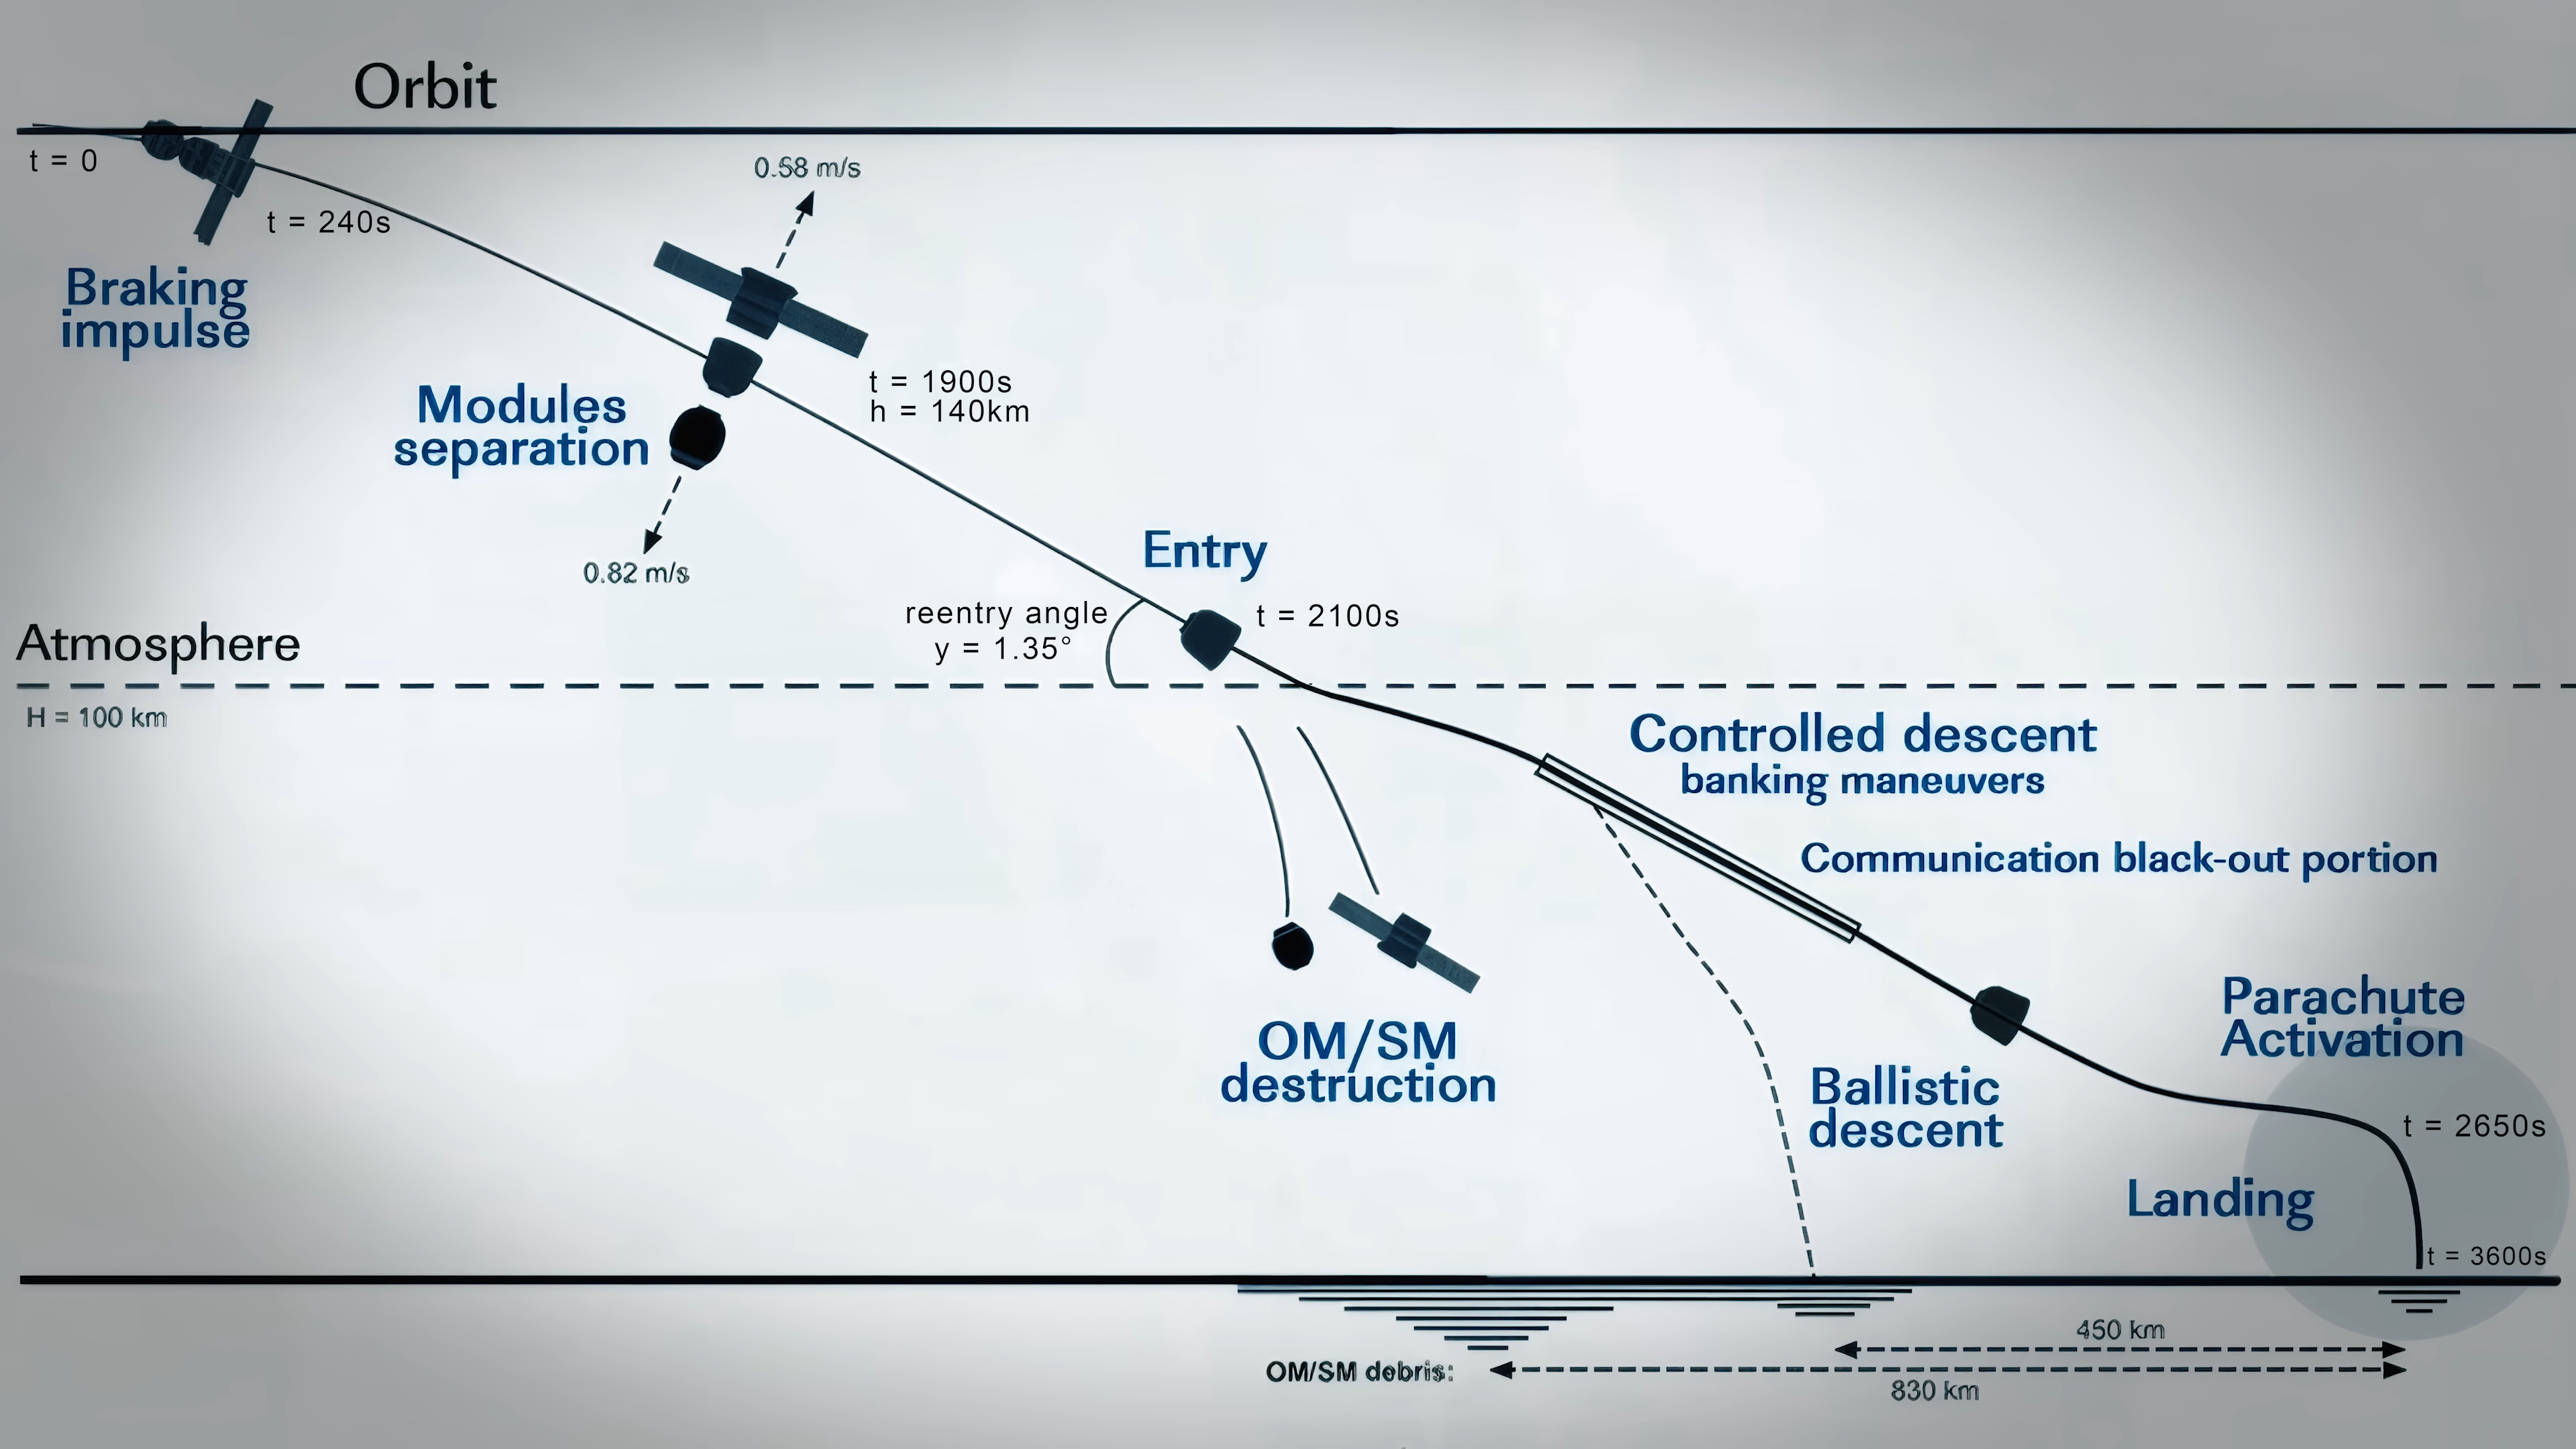 Orbit
t = 0
t = 240s
Braking
impulse
0.58 m/s
t = 1900s
h = 140km
Modules
separation
0.82 m/s
Entry
reentry angle
y = 1.35°
t = 2100s
Atmosphere
H = 100 km
Controlled descent
banking maneuvers
Communication black-out portion
OM/SM
destruction
Ballistic
descent
Parachute
Activation
t = 2650s
Landing
t = 3600s
450 km
OM/SM debris:
830 km